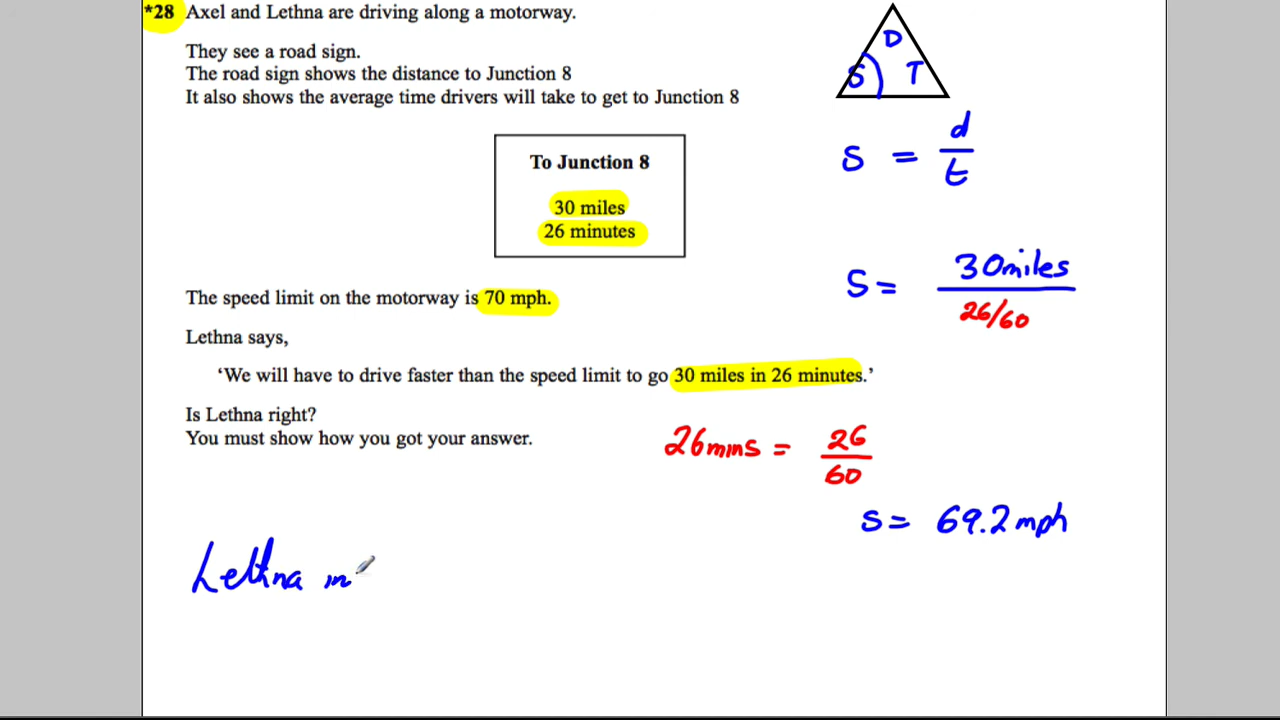 *28 Axel and Lethna are driving along a motorway.
They see a road sign.
The road sign shows the distance to Junction 8
It also shows the average time drivers will take to get to Junction 8
To Junction 8
30 miles
26 minutes
The speed limit on the motorway is 70 mph.
Lethna says,
‘We will have to drive faster than the speed limit to go 30 miles in 26 minutes.’
Is Lethna right?
You must show how you got your answer.
D
S T
S = d/t
S = 30miles
26/60
26mins = 26/60
S = 69.2mph
Lethna in